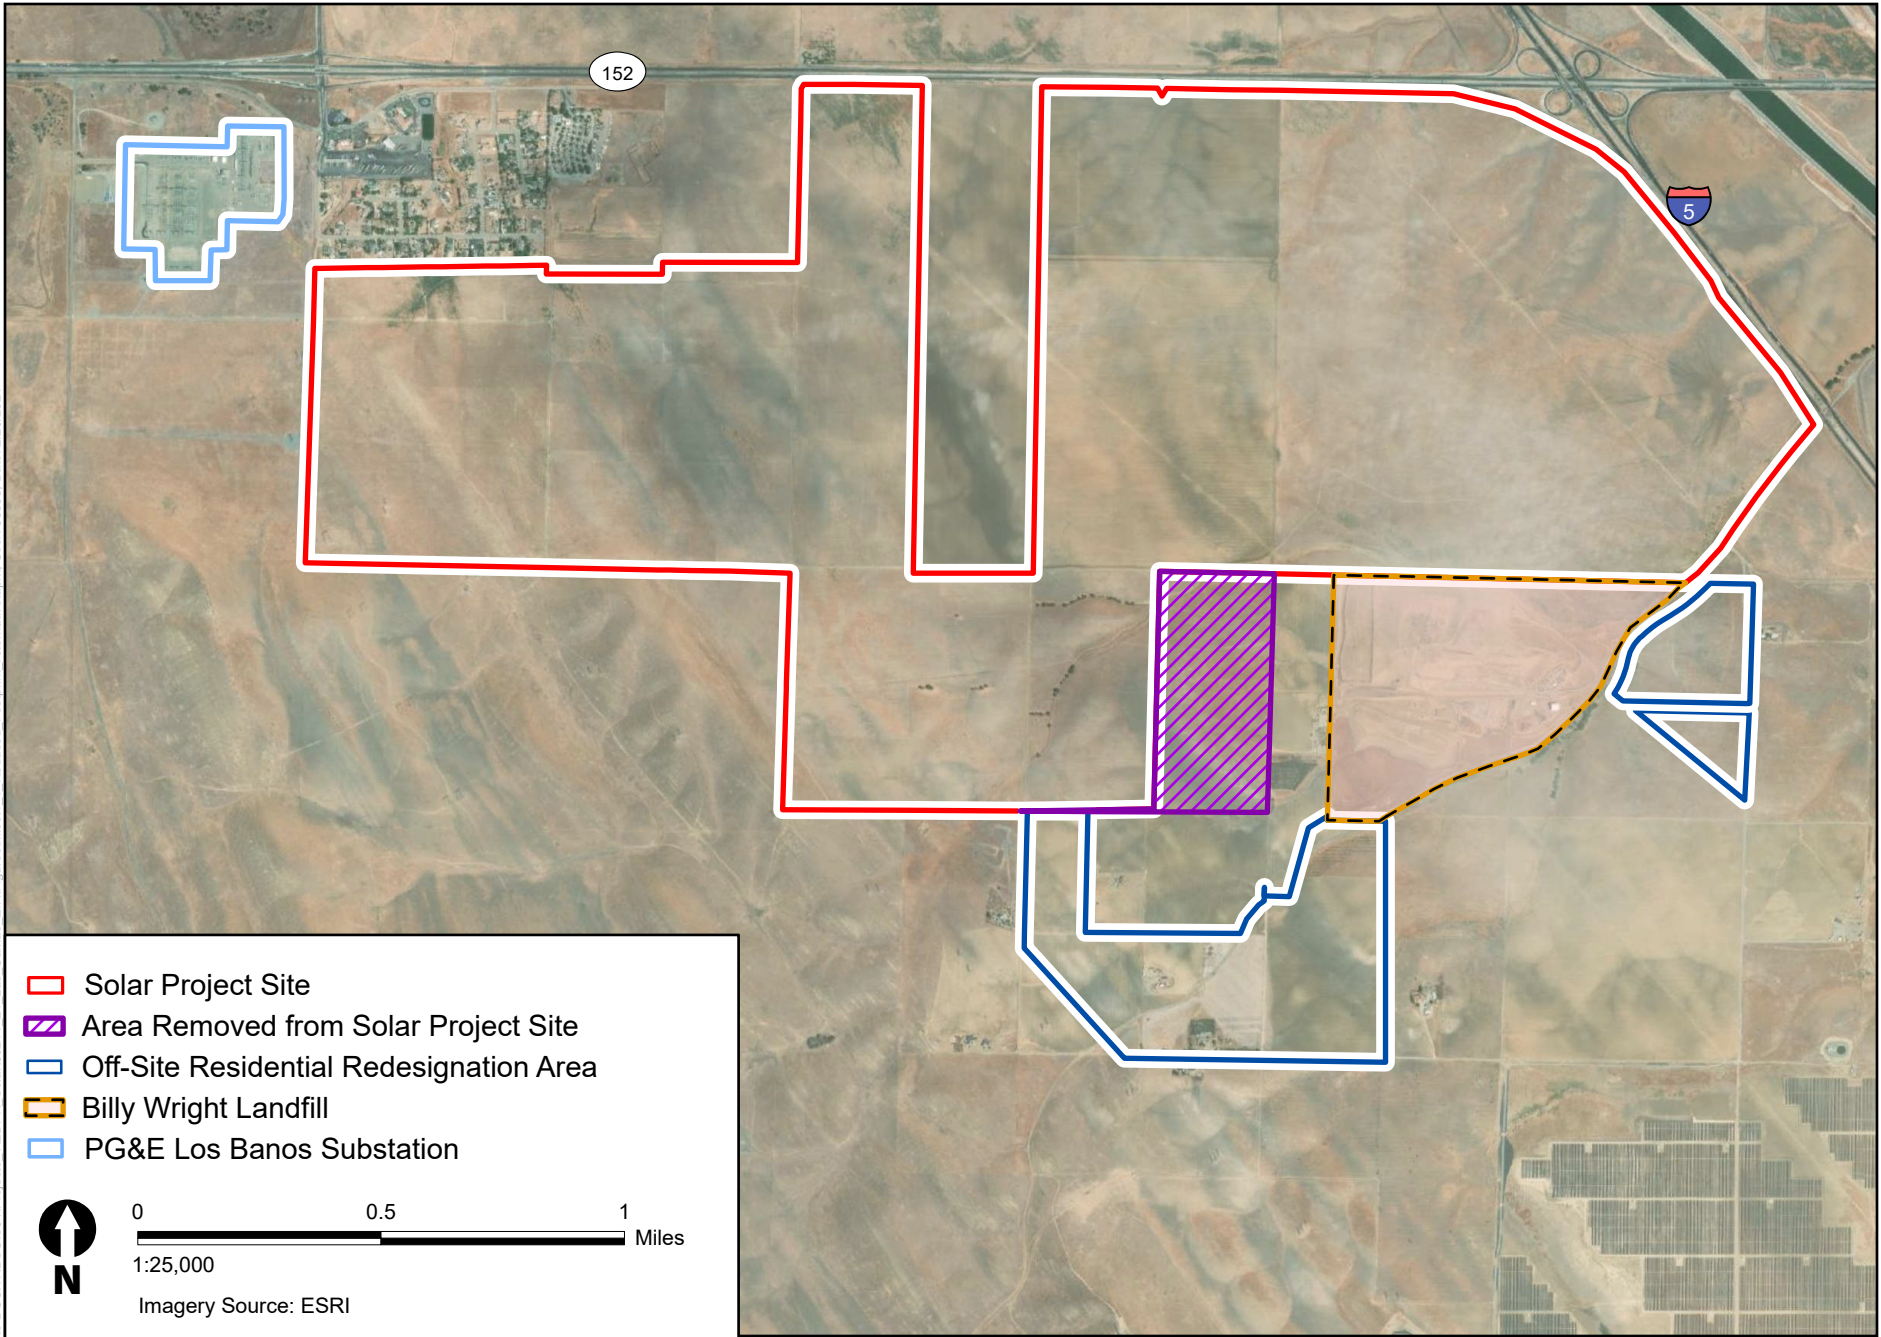 152
5
Solar Project Site
Area Removed from Solar Project Site
Off-Site Residential Redesignation Area
Billy Wright Landfill
PG&E Los Banos Substation
0 0.5 1
Miles
1:25,000
N
Imagery Source: ESRI